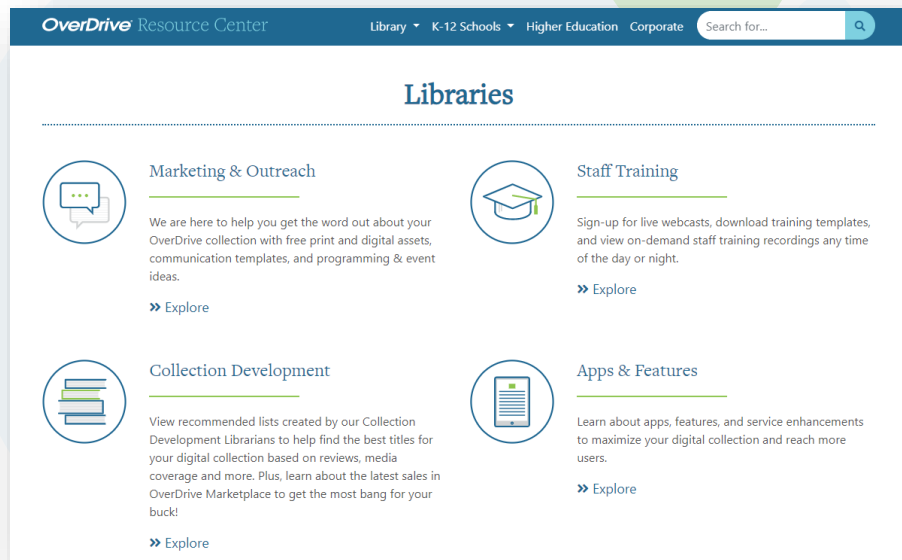 OverDrive Resource Center
Library
K-12 Schools
Higher Education
Corporate
Search for...
Libraries
Marketing & Outreach
We are here to help you get the word out about your
OverDrive collection with free print and digital assets,
communication templates, and programming & event
ideas.
» Explore
Staff Training
Sign-up for live webcasts, download training templates,
and view on-demand staff training recordings any time
of the day or night.
» Explore
Collection Development
View recommended lists created by our Collection
Development Librarians to help find the best titles for
your digital collection based on reviews, media
coverage and more. Plus, learn about the latest sales in
OverDrive Marketplace to get the most bang for your
buck!
» Explore
Apps & Features
Learn about apps, features, and service enhancements
to maximize your digital collection and reach more
users.
» Explore